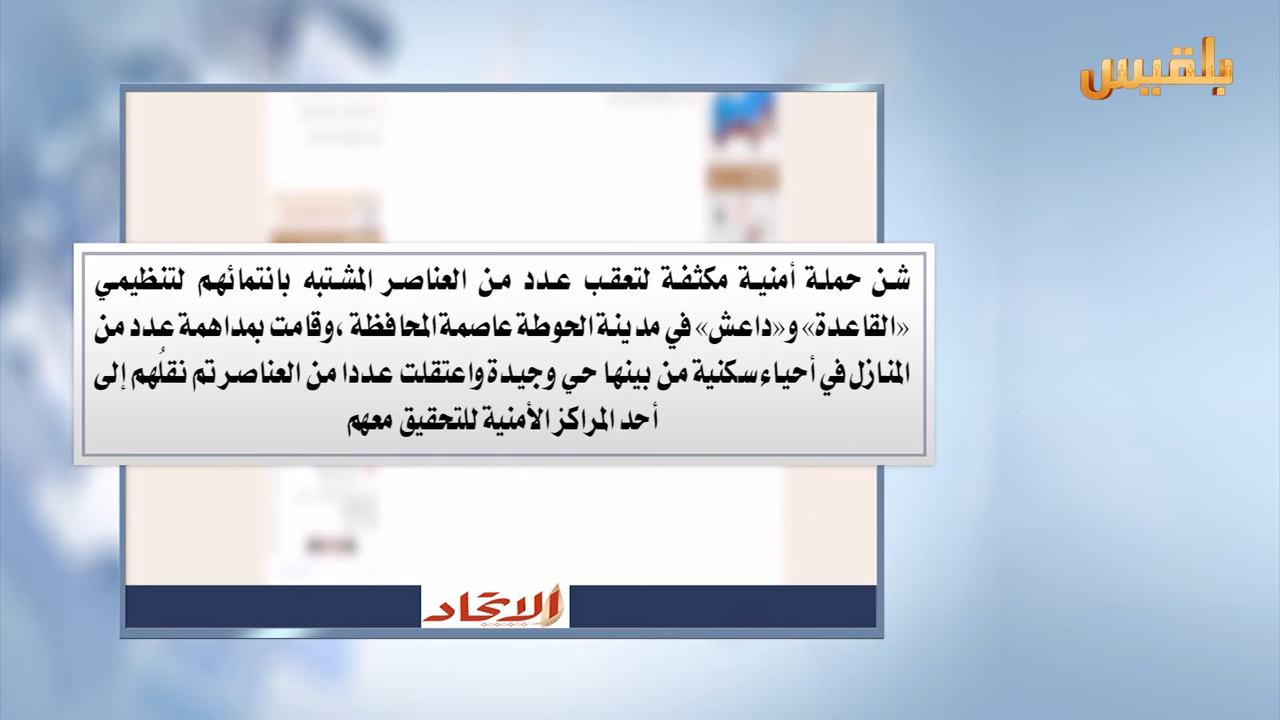 بلقيس
شن حملة أمنية مكثفة لتعقب عدد من العناصر المشتبه بانتمائهم لتنظيمي
«القاعدة» و«داعش» في مدينة الحوطة عاصمة المحافظة ،وقامت بمداهمة عدد من
المنازل في أحياء سكنية من بينها حي وجيدة واعتقلت عددا من العناصر تم نقلُهم إلى
أحد المراكز الأمنية للتحقيق معهم
الاتحاد